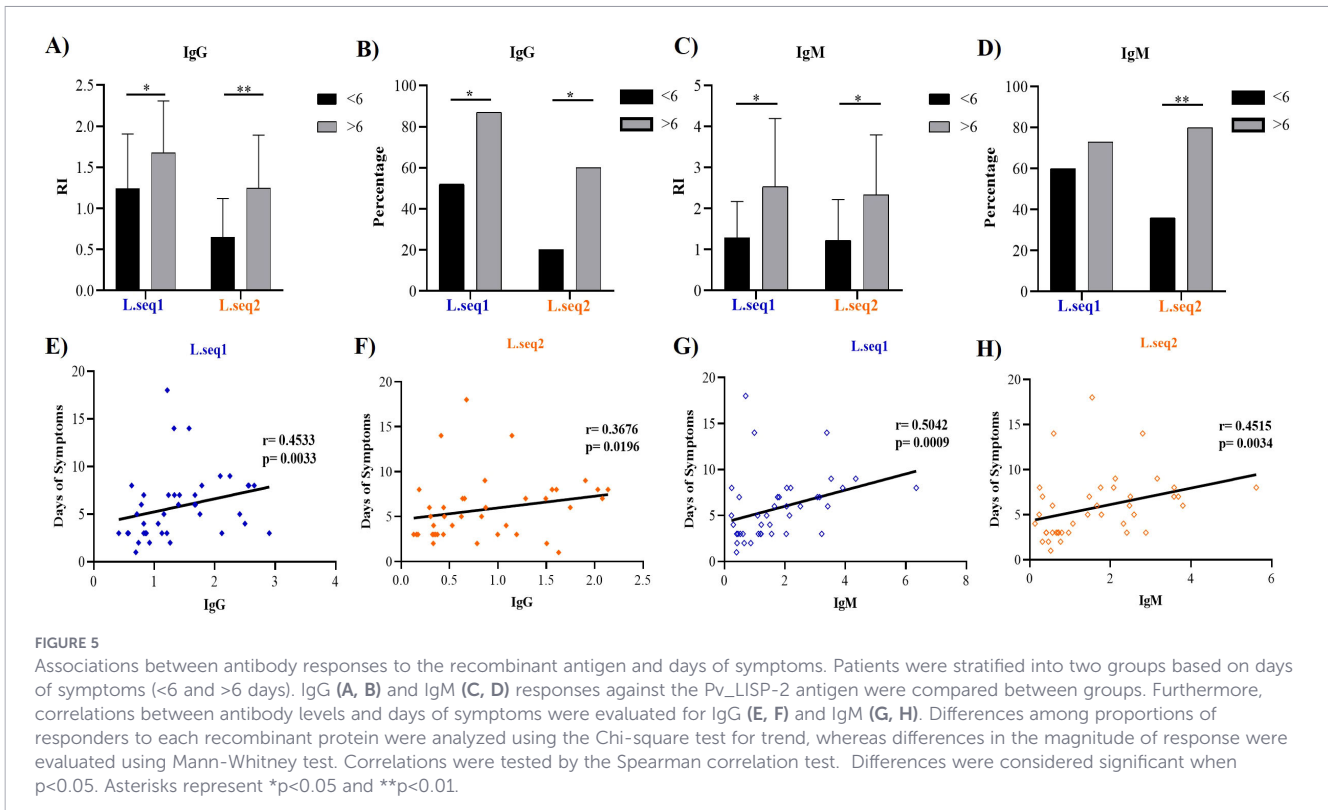 A)
IgG
2.5
2.0
1.5
1.0
0.5
0.0
RI
*
**
<6
>6
L.seq1
L.seq2
B)
IgG
100
80
60
40
20
0
Percentage
*
*
<6
>6
L.seq1
L.seq2
C)
IgM
5
4
3
2
1
0
RI
*
*
<6
>6
L.seq1
L.seq2
D)
IgM
100
80
60
40
20
0
Percentage
**
<6
>6
L.seq1
L.seq2
E)
L.seq1
20
15
10
5
0
Days of Symptoms
r= 0.4533
p= 0.0033
0 1 2 3 4
IgG
F)
L.seq2
20
15
10
5
0
Days of Symptoms
r= 0.3676
p= 0.0196
0.0 0.5 1.0 1.5 2.0 2.5
IgG
G)
L.seq1
20
15
10
5
0
Days of Symptoms
r= 0.5042
p= 0.0009
0 2 4 6 8
IgM
H)
L.seq2
20
15
10
5
0
Days of Symptoms
r= 0.4515
p= 0.0034
0 2 4 6
IgM
FIGURE 5
Associations between antibody responses to the recombinant antigen and days of symptoms. Patients were stratified into two groups based on days
of symptoms (<6 and >6 days). IgG (A, B) and IgM (C, D) responses against the Pv_LISP-2 antigen were compared between groups. Furthermore,
correlations between antibody levels and days of symptoms were evaluated for IgG (E, F) and IgM (G, H). Differences among proportions of
responders to each recombinant protein were analyzed using the Chi-square test for trend, whereas differences in the magnitude of response were
evaluated using Mann-Whitney test. Correlations were tested by the Spearman correlation test. Differences were considered significant when
p<0.05. Asterisks represent *p<0.05 and **p<0.01.